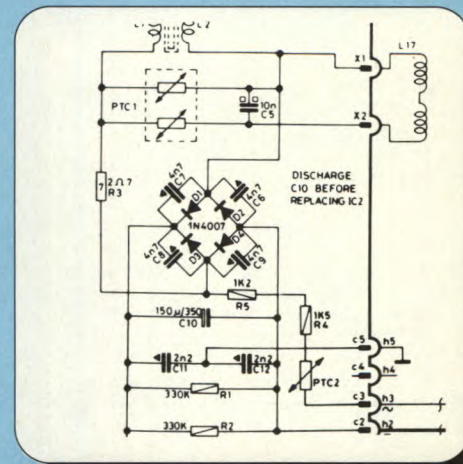 L1 L2
X1 L17
PTC1
10n
C5
X2
2Ω7
R3
4n7
C7
D1
4n7
C6
D2
DISCHARGE
C10 BEFORE
REPLACING IC2
1N4007
4n7
C8
D3
D4
4n7
C9
1K2
R5
150µ/350
C10
1K5
R4
2n2
C11
2n2
C12
c5 h5
c4 h4
PTC2
330K R1
c3 h3
330K R2
c2 h2